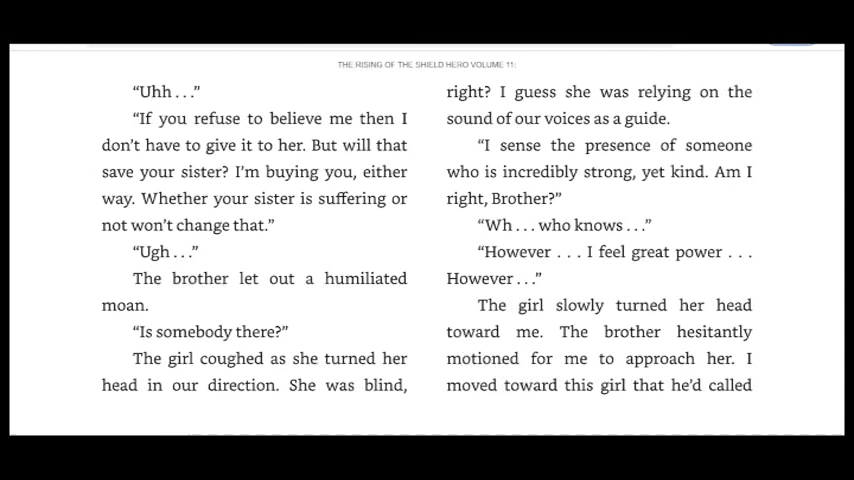 THE RISING OF THE SHIELD HERO VOLUME 11:
“Uhh . . .”
“If you refuse to believe me then I
don’t have to give it to her. But will that
save your sister? I’m buying you, either
way. Whether your sister is suffering or
not won’t change that.”
“Ugh . . .”
The brother let out a humiliated
moan.
“Is somebody there?”
The girl coughed as she turned her
head in our direction. She was blind,
right? I guess she was relying on the
sound of our voices as a guide.
“I sense the presence of someone
who is incredibly strong, yet kind. Am I
right, Brother?”
“Wh . . . who knows . . .”
“However . . . I feel great power . . .
However . . .”
The girl slowly turned her head
toward me. The brother hesitantly
motioned for me to approach her. I
moved toward this girl that he’d called